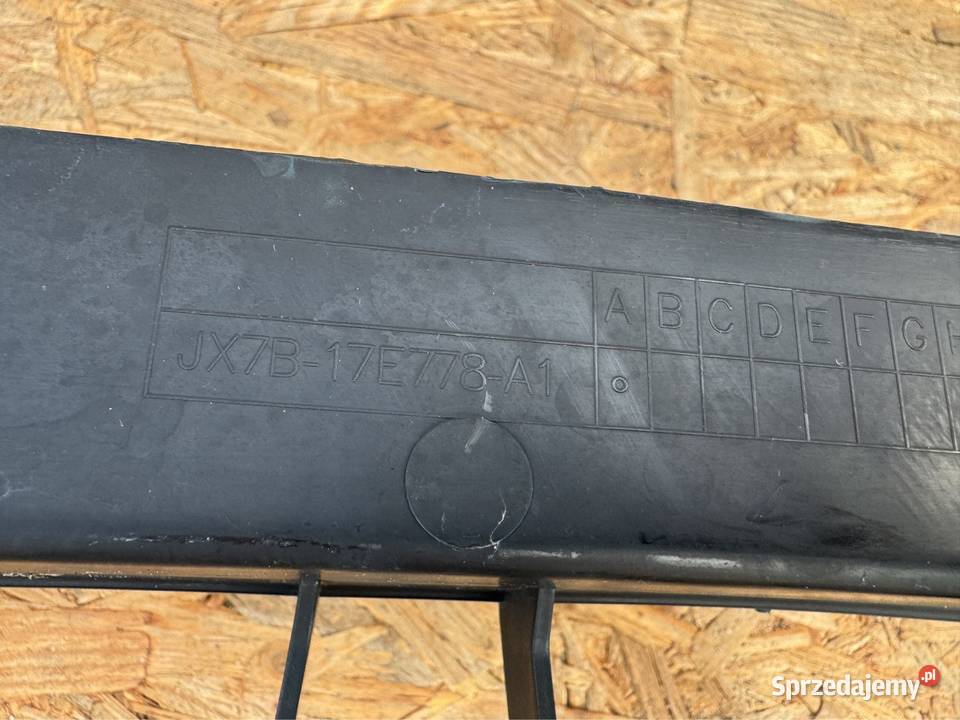 A B C D E F G H
JX7B-17E778-A1
Sprzedajemy.pl